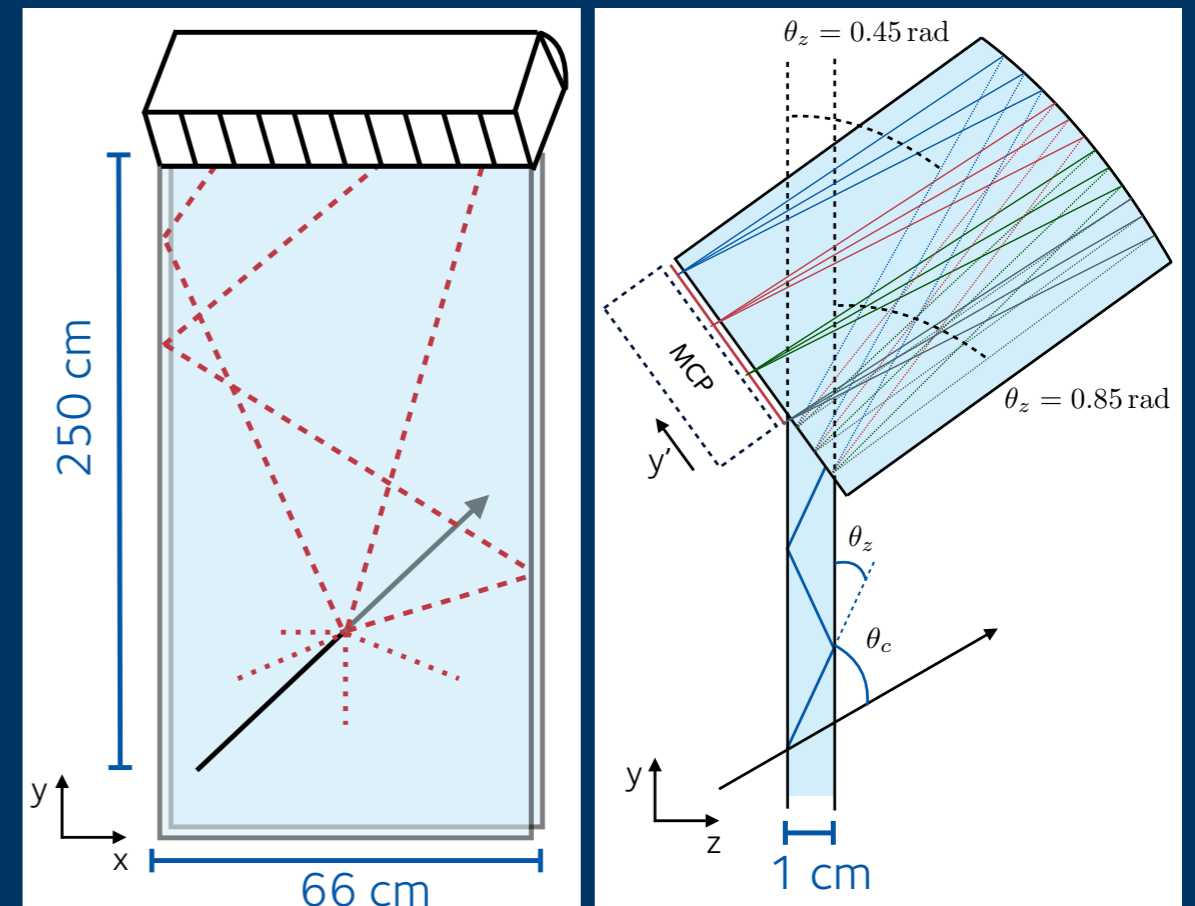 250 cm
y
x
66 cm
θz = 0.45 rad
MCP
θz = 0.85 rad
y'
θz
θc
y
z
1 cm